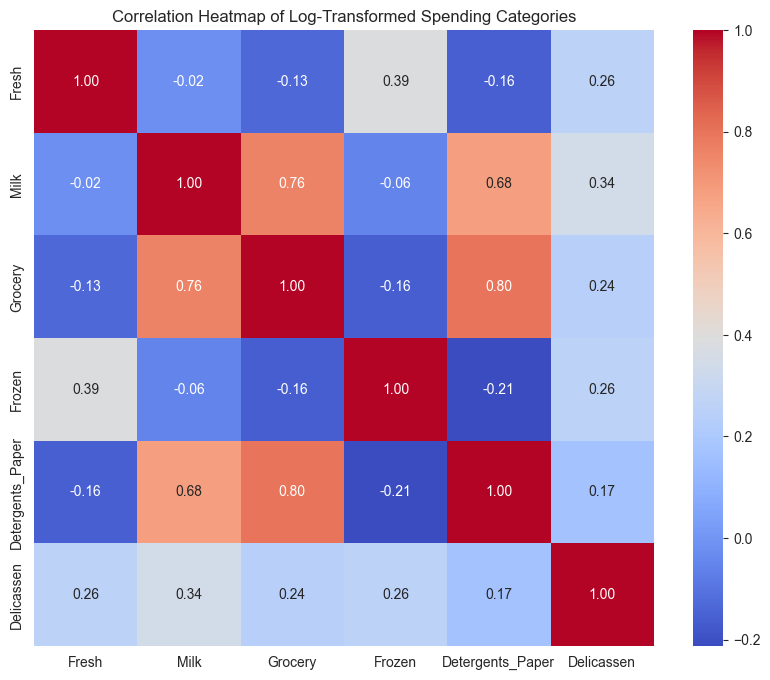 Correlation Heatmap of Log-Transformed Spending Categories
Fresh 1.00 -0.02 -0.13 0.39 -0.16 0.26
Milk -0.02 1.00 0.76 -0.06 0.68 0.34
Grocery -0.13 0.76 1.00 -0.16 0.80 0.24
Frozen 0.39 -0.06 -0.16 1.00 -0.21 0.26
Detergents_Paper -0.16 0.68 0.80 -0.21 1.00 0.17
Delicassen 0.26 0.34 0.24 0.26 0.17 1.00
Fresh Milk Grocery Frozen Detergents_Paper Delicassen
1.0
0.8
0.6
0.4
0.2
0.0
-0.2